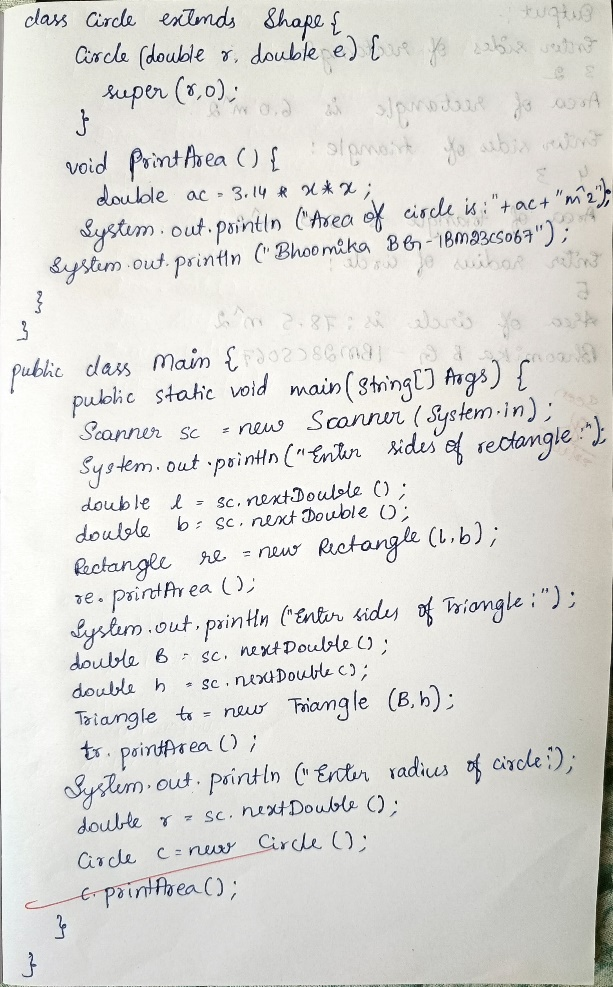 class Circle extends Shape {
Circle (double r, double e) {
super (r,0);
}
void PrintArea () {
double ac = 3.14 * x * x ;
System.out.println ("Area of circle is :"+ac+"m^2");
System.out.println ("Bhoomika B G - 1BM23CS067");
}
}
public class Main {
public static void main(String[] Args) {
Scanner sc = new Scanner (System.in) ;
System.out.println ("Enter sides of rectangle :");
double l = sc.nextDouble () ;
double b = sc.nextDouble ();
Rectangle re = new Rectangle (l,b) ;
re.printArea ();
System.out.println ("Enter sides of Triangle :") ;
double B = sc.nextDouble () ;
double h = sc.nextDouble () ;
Triangle tr = new Triangle (B,h) ;
tr.printArea () ;
System.out.println ("Enter radius of circle:");
double r = sc.nextDouble () ;
Circle c = new Circle () ;
c.printArea() ;
}
}